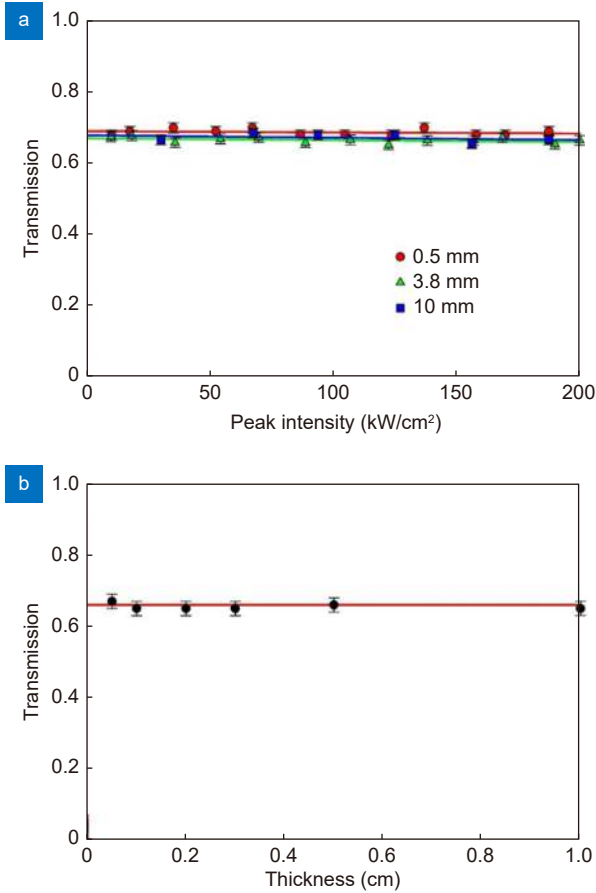 a
1.0
0.8
0.6
0.4
0.2
0
Transmission
0.5 mm
3.8 mm
10 mm
0 50 100 150 200
Peak intensity (kW/cm²)
b
1.0
0.8
0.6
0.4
0.2
0
Transmission
0 0.2 0.4 0.6 0.8 1.0
Thickness (cm)